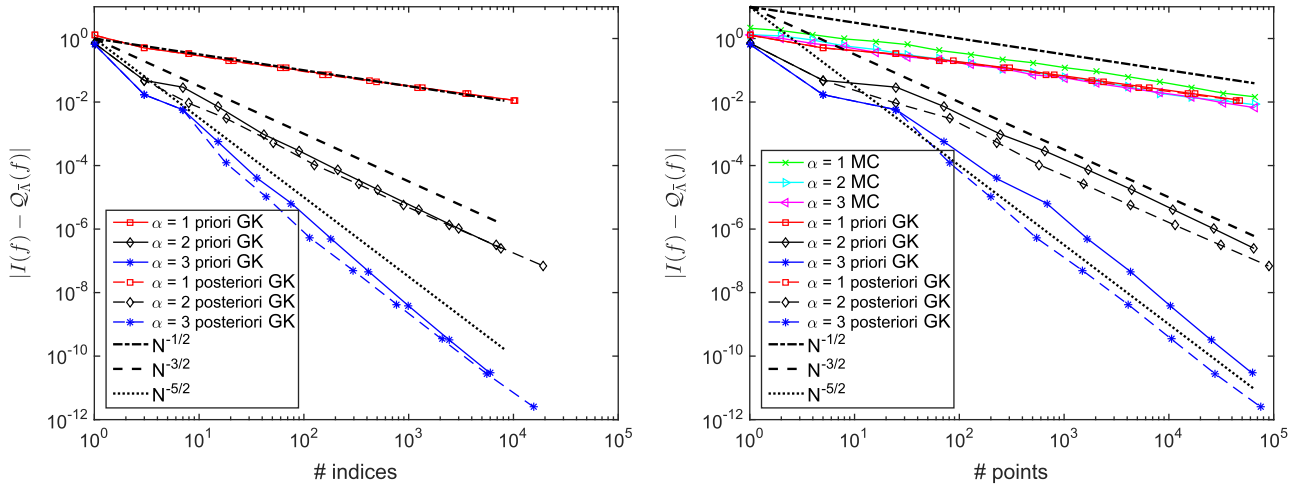 |I(f) − 𝒬_Λ̄(f)|
10^0
10^-2
10^-4
10^-6
10^-8
10^-10
10^-12
α = 1 priori GK
α = 2 priori GK
α = 3 priori GK
α = 1 posteriori GK
α = 2 posteriori GK
α = 3 posteriori GK
N^-1/2
N^-3/2
N^-5/2
10^0 10^1 10^2 10^3 10^4 10^5
# indices
|I(f) − 𝒬_Λ̄(f)|
10^0
10^-2
10^-4
10^-6
10^-8
10^-10
10^-12
α = 1 MC
α = 2 MC
α = 3 MC
α = 1 priori GK
α = 2 priori GK
α = 3 priori GK
α = 1 posteriori GK
α = 2 posteriori GK
α = 3 posteriori GK
N^-1/2
N^-3/2
N^-5/2
10^0 10^1 10^2 10^3 10^4 10^5
# points